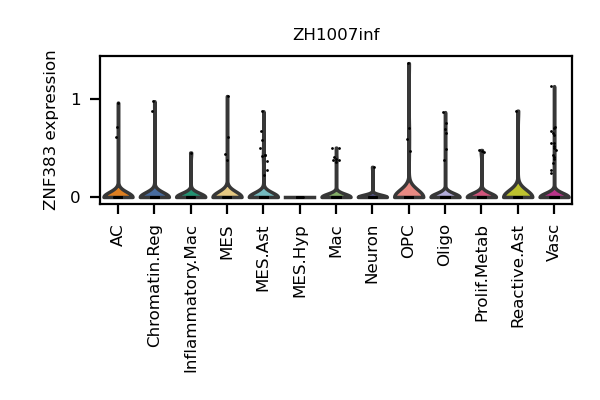 ZH1007inf
ZNF383 expression
1
0
AC
Chromatin.Reg
Inflammatory.Mac
MES
MES.Ast
MES.Hyp
Mac
Neuron
OPC
Oligo
Prolif.Metab
Reactive.Ast
Vasc